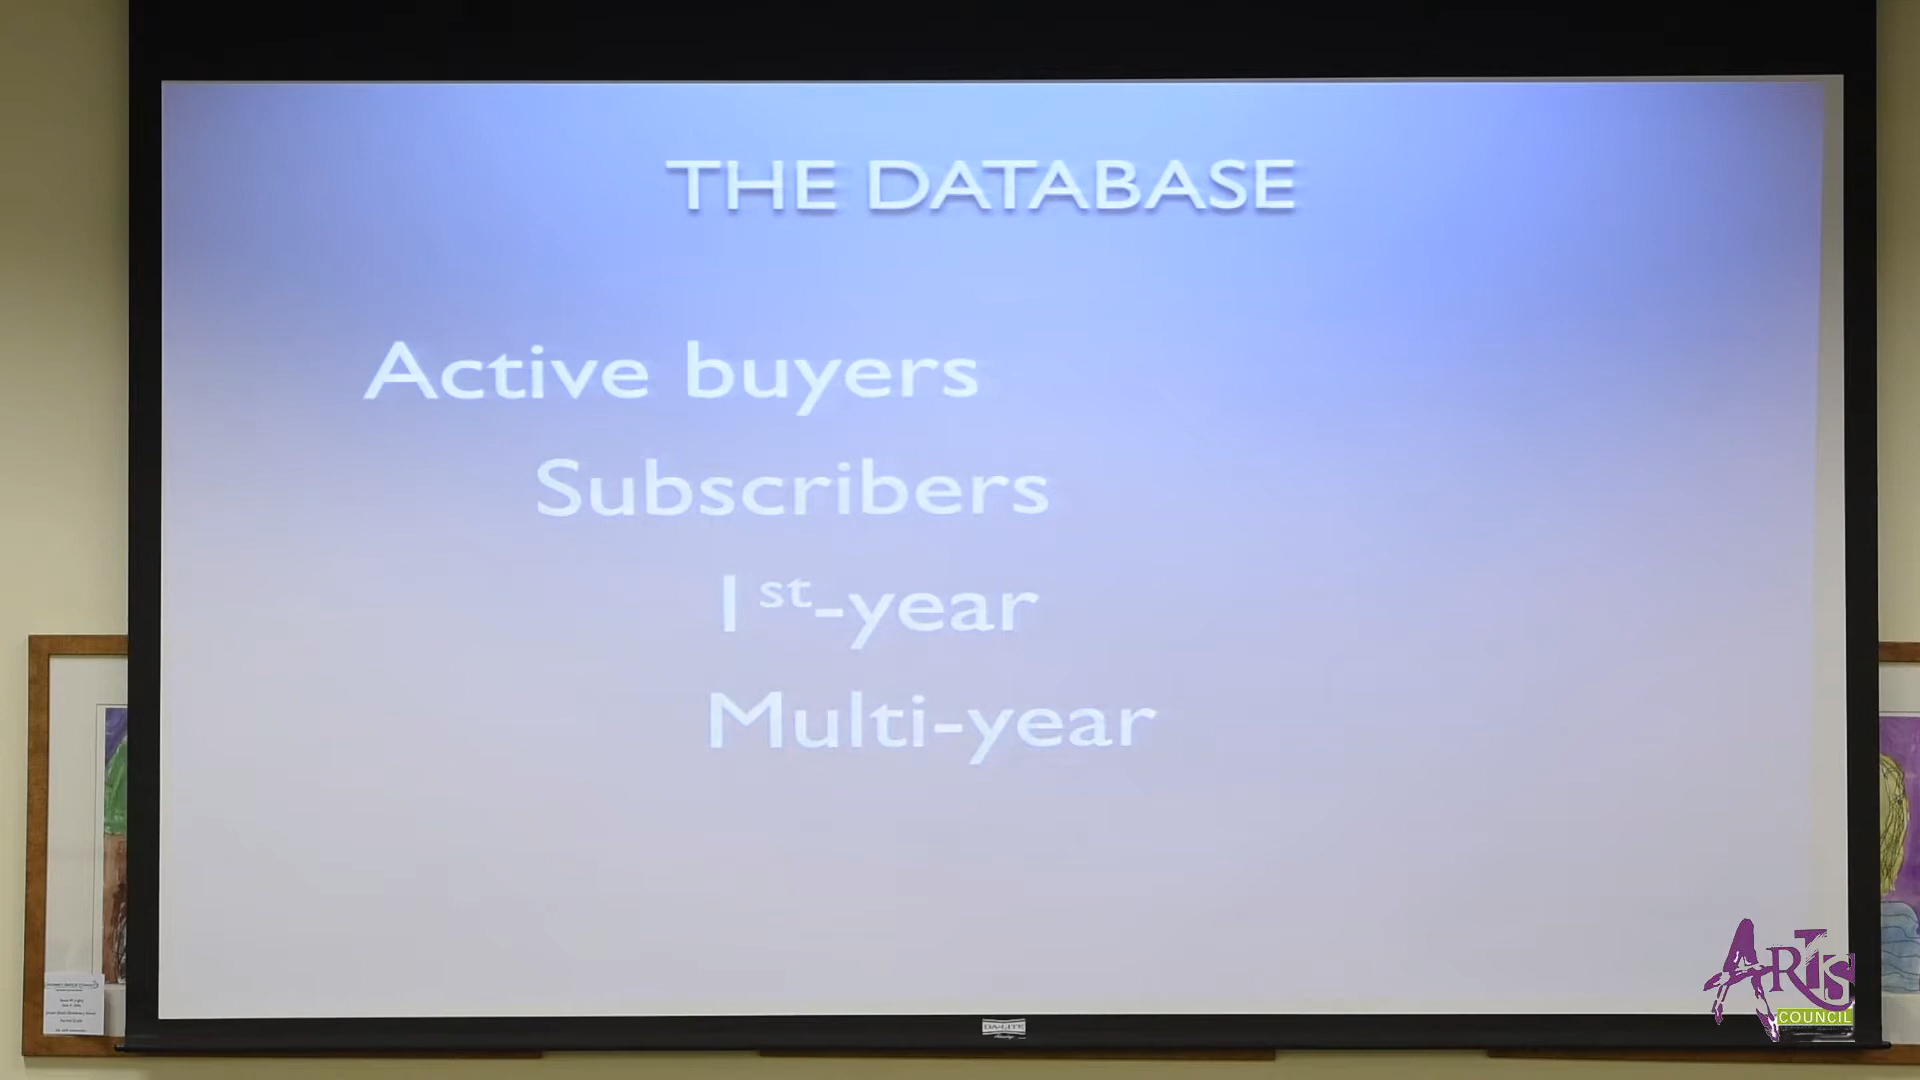 THE DATABASE
Active buyers
Subscribers
1st-year
Multi-year
DA-LITE
ARTS
COUNCIL